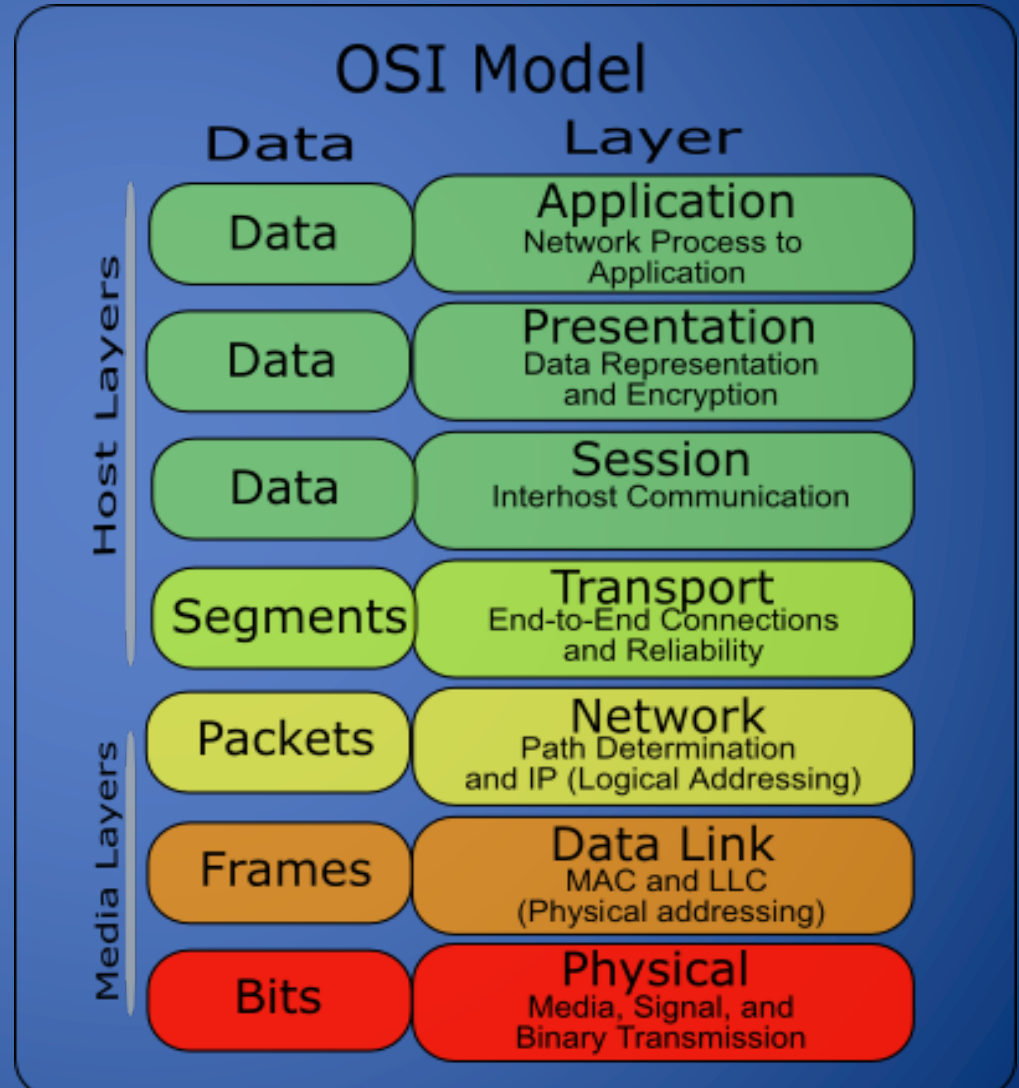 OSI Model
Data Layer
Host Layers
Data
Application
Network Process to
Application
Data
Presentation
Data Representation
and Encryption
Data
Session
Interhost Communication
Segments
Transport
End-to-End Connections
and Reliability
Media Layers
Packets
Network
Path Determination
and IP (Logical Addressing)
Frames
Data Link
MAC and LLC
(Physical addressing)
Bits
Physical
Media, Signal, and
Binary Transmission